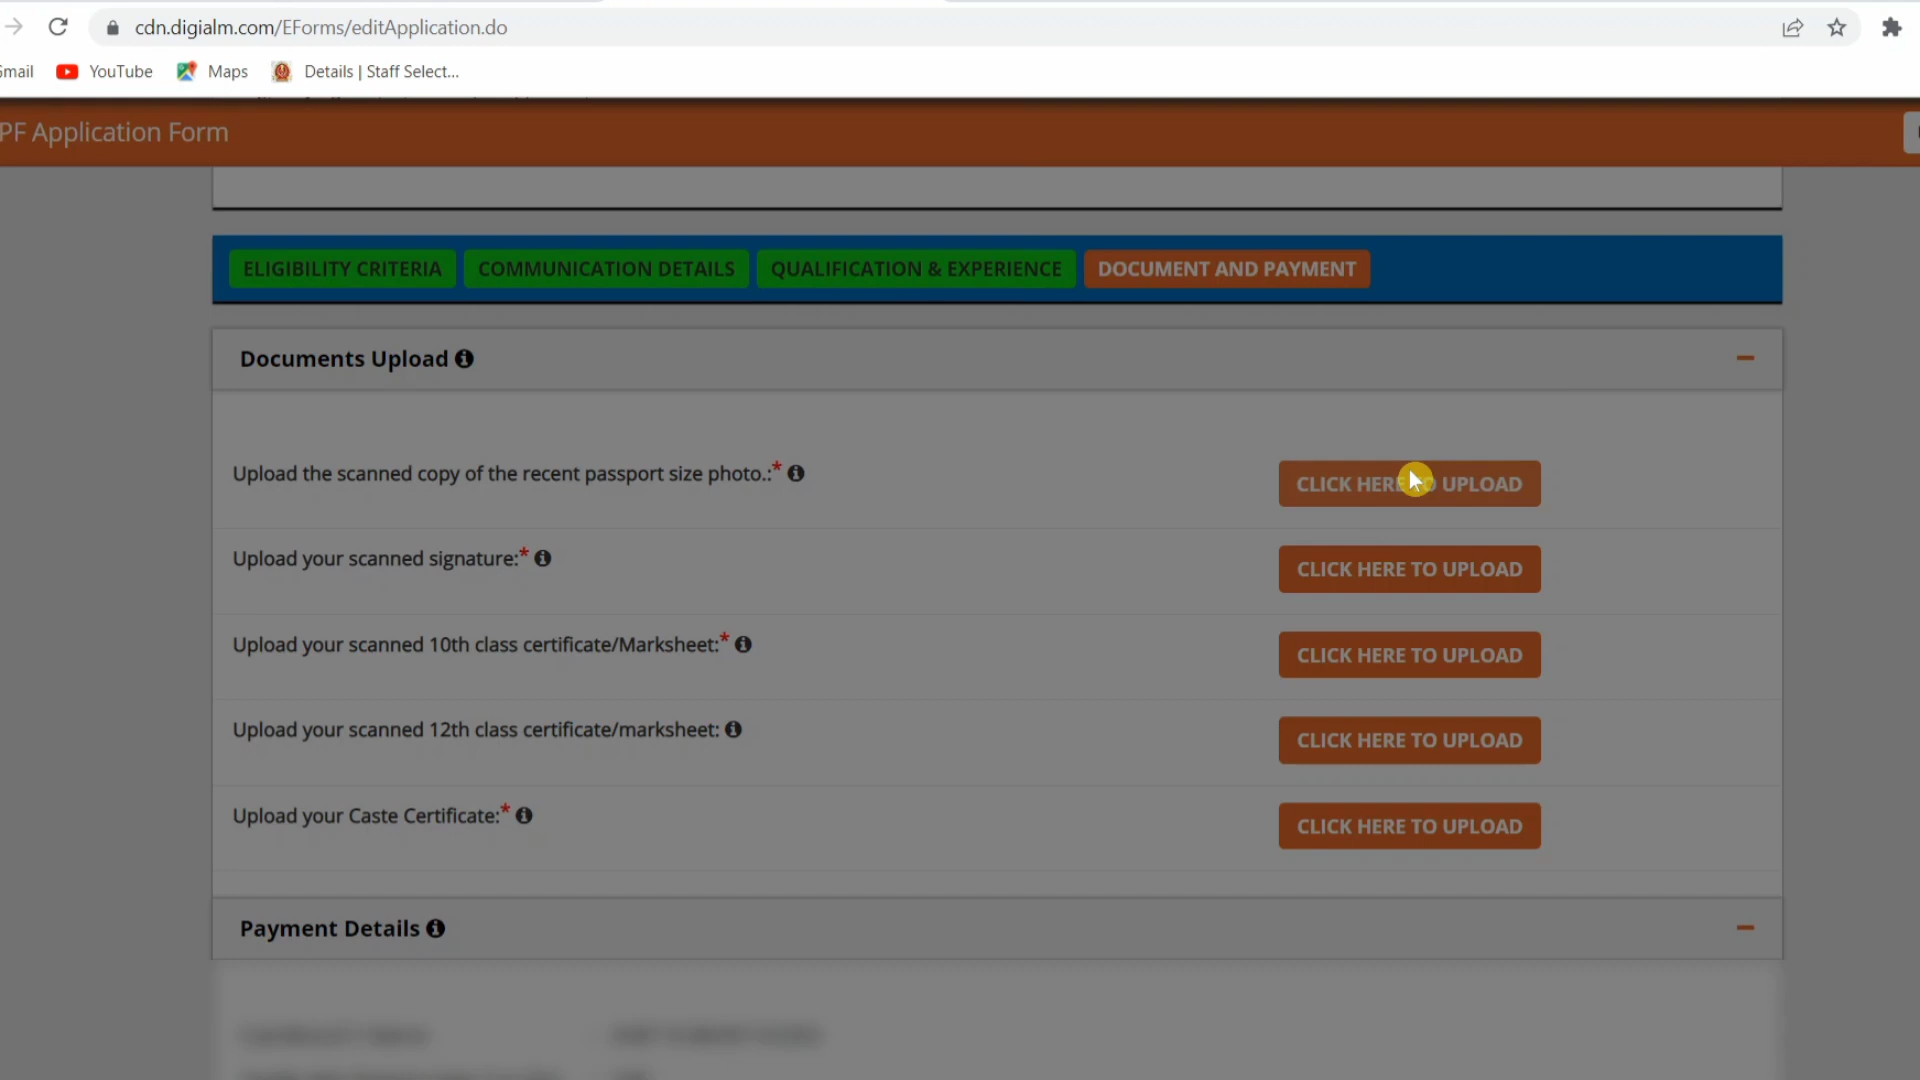 cdn.digialm.com/EForms/editApplication.do
YouTube Maps Details | Staff Select...
PF Application Form
ELIGIBILITY CRITERIA COMMUNICATION DETAILS QUALIFICATION & EXPERIENCE DOCUMENT AND PAYMENT
Documents Upload
Upload the scanned copy of the recent passport size photo.:*
CLICK HERE TO UPLOAD
Upload your scanned signature:*
CLICK HERE TO UPLOAD
Upload your scanned 10th class certificate/Marksheet:*
CLICK HERE TO UPLOAD
Upload your scanned 12th class certificate/marksheet:
CLICK HERE TO UPLOAD
Upload your Caste Certificate:*
CLICK HERE TO UPLOAD
Payment Details